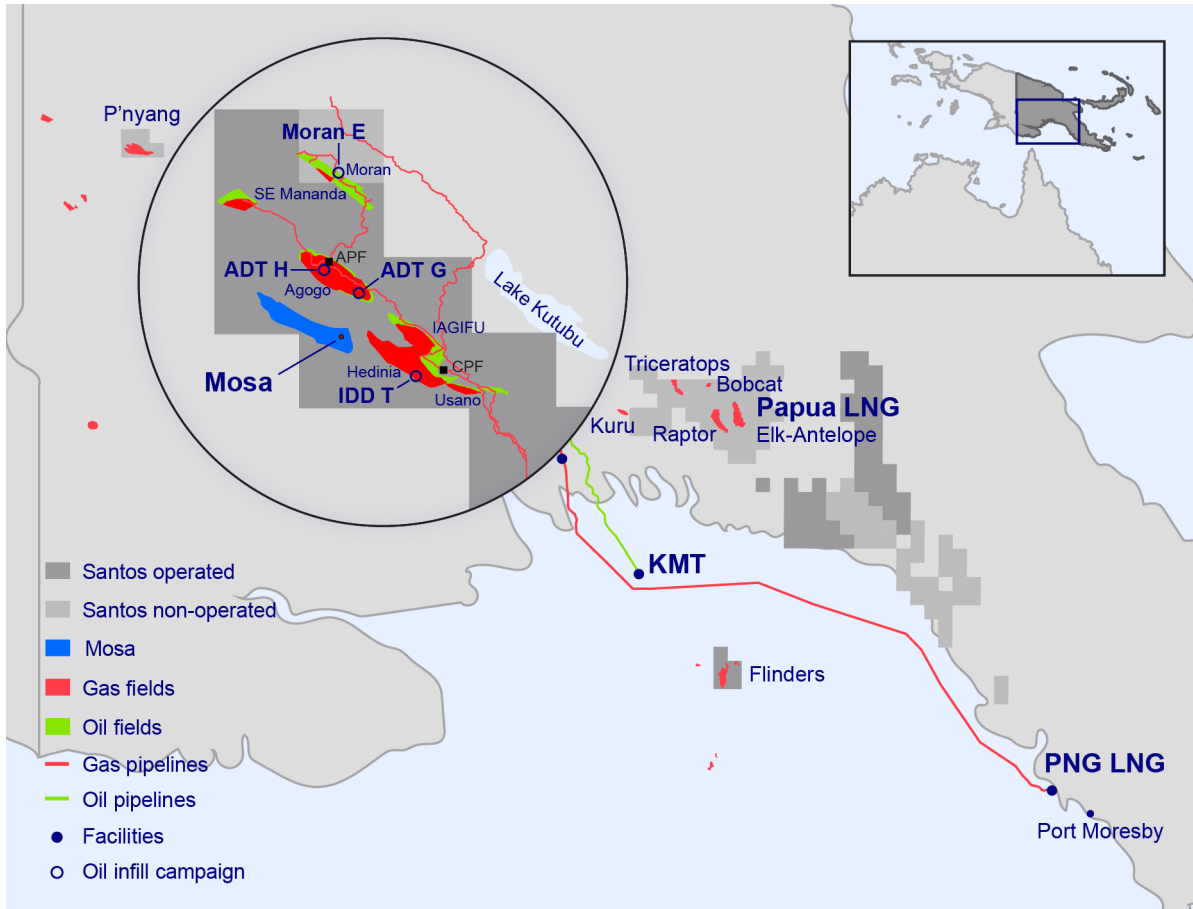 P'nyang
Moran E
Moran
SE Mananda
APF
ADT H
ADT G
Agogo
Lake Kutubu
IAGIFU
Mosa
Hedinia
CPF
IDD T
Usano
Triceratops
Bobcat
Kuru
Raptor
Papua LNG
Elk-Antelope
KMT
Flinders
PNG LNG
Port Moresby
Santos operated
Santos non-operated
Mosa
Gas fields
Oil fields
Gas pipelines
Oil pipelines
Facilities
Oil infill campaign